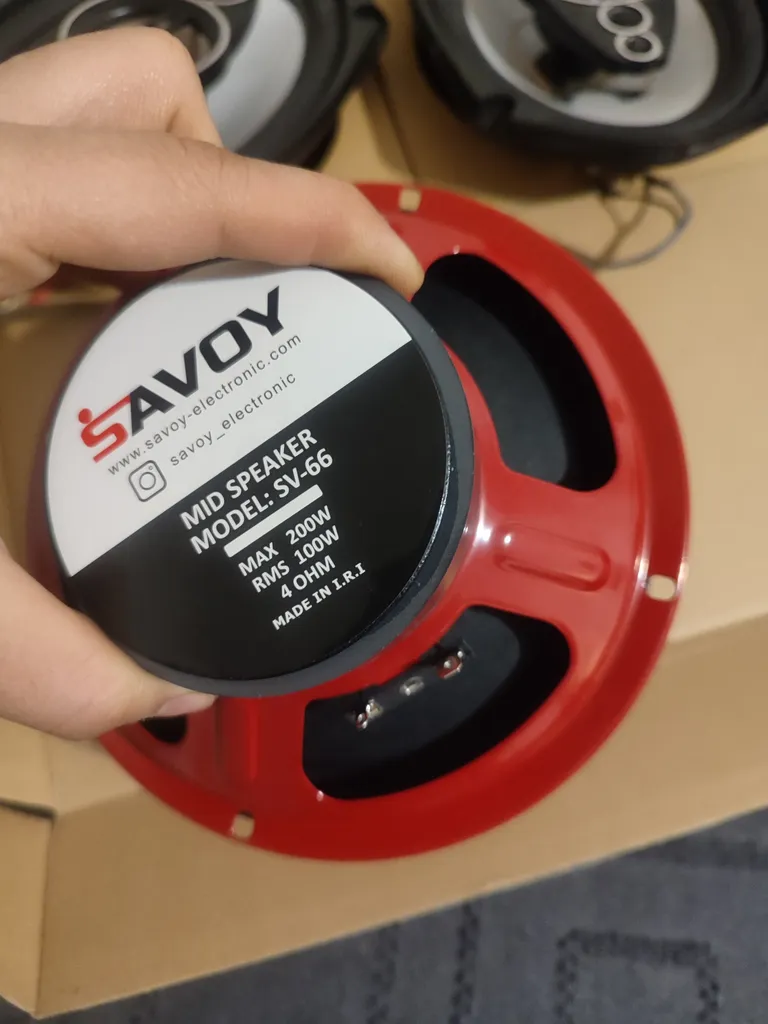 SAVOY
www.savoy-electronic.com
savoy_electronic
MID SPEAKER
MODEL: SV-66
MAX 200W
RMS 100W
4 OHM
MADE IN I.R.I